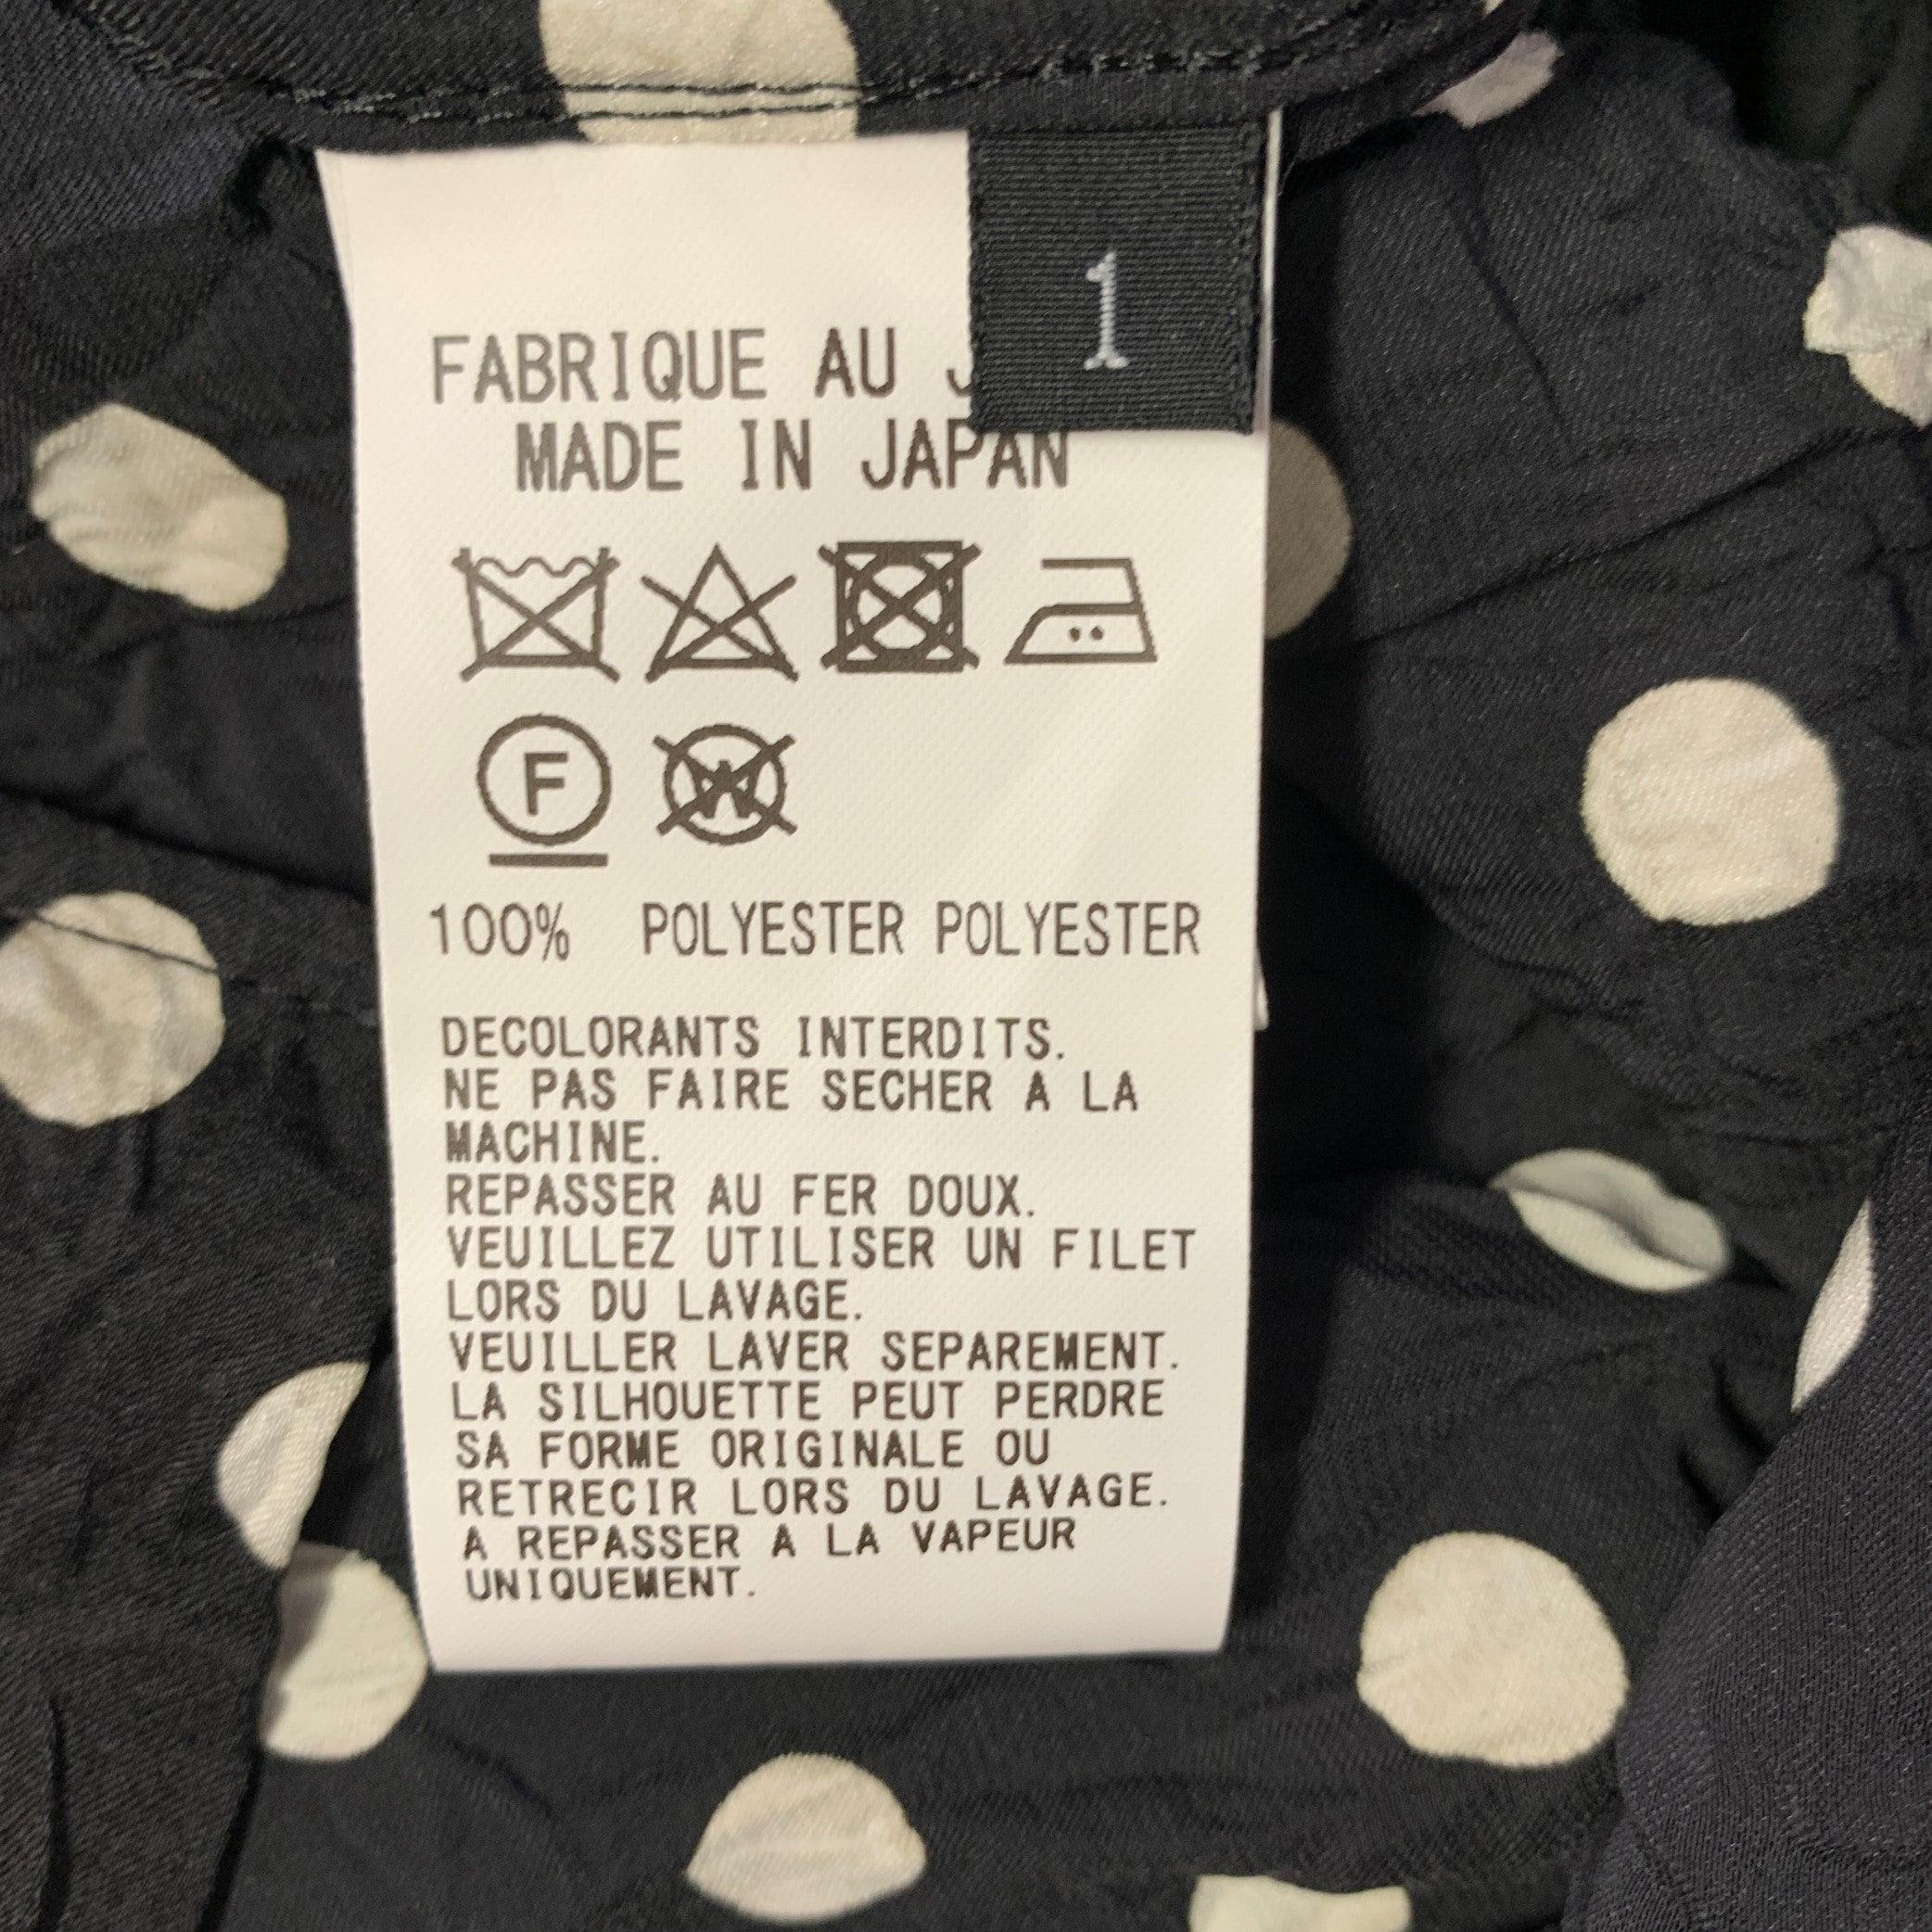 1
FABRIQUE AU
MADE IN JAPAN
F
W
100% POLYESTER POLYESTER
DECOLORANTS INTERDITS.
NE PAS FAIRE SECHER A LA
MACHINE.
REPASSER AU FER DOUX.
VEUILLEZ UTILISER UN FILET
LORS DU LAVAGE.
VEUILLER LAVER SEPAREMENT.
LA SILHOUETTE PEUT PERDRE
SA FORME ORIGINALE OU
RETRECIR LORS DU LAVAGE.
A REPASSER A LA VAPEUR
UNIQUEMENT.